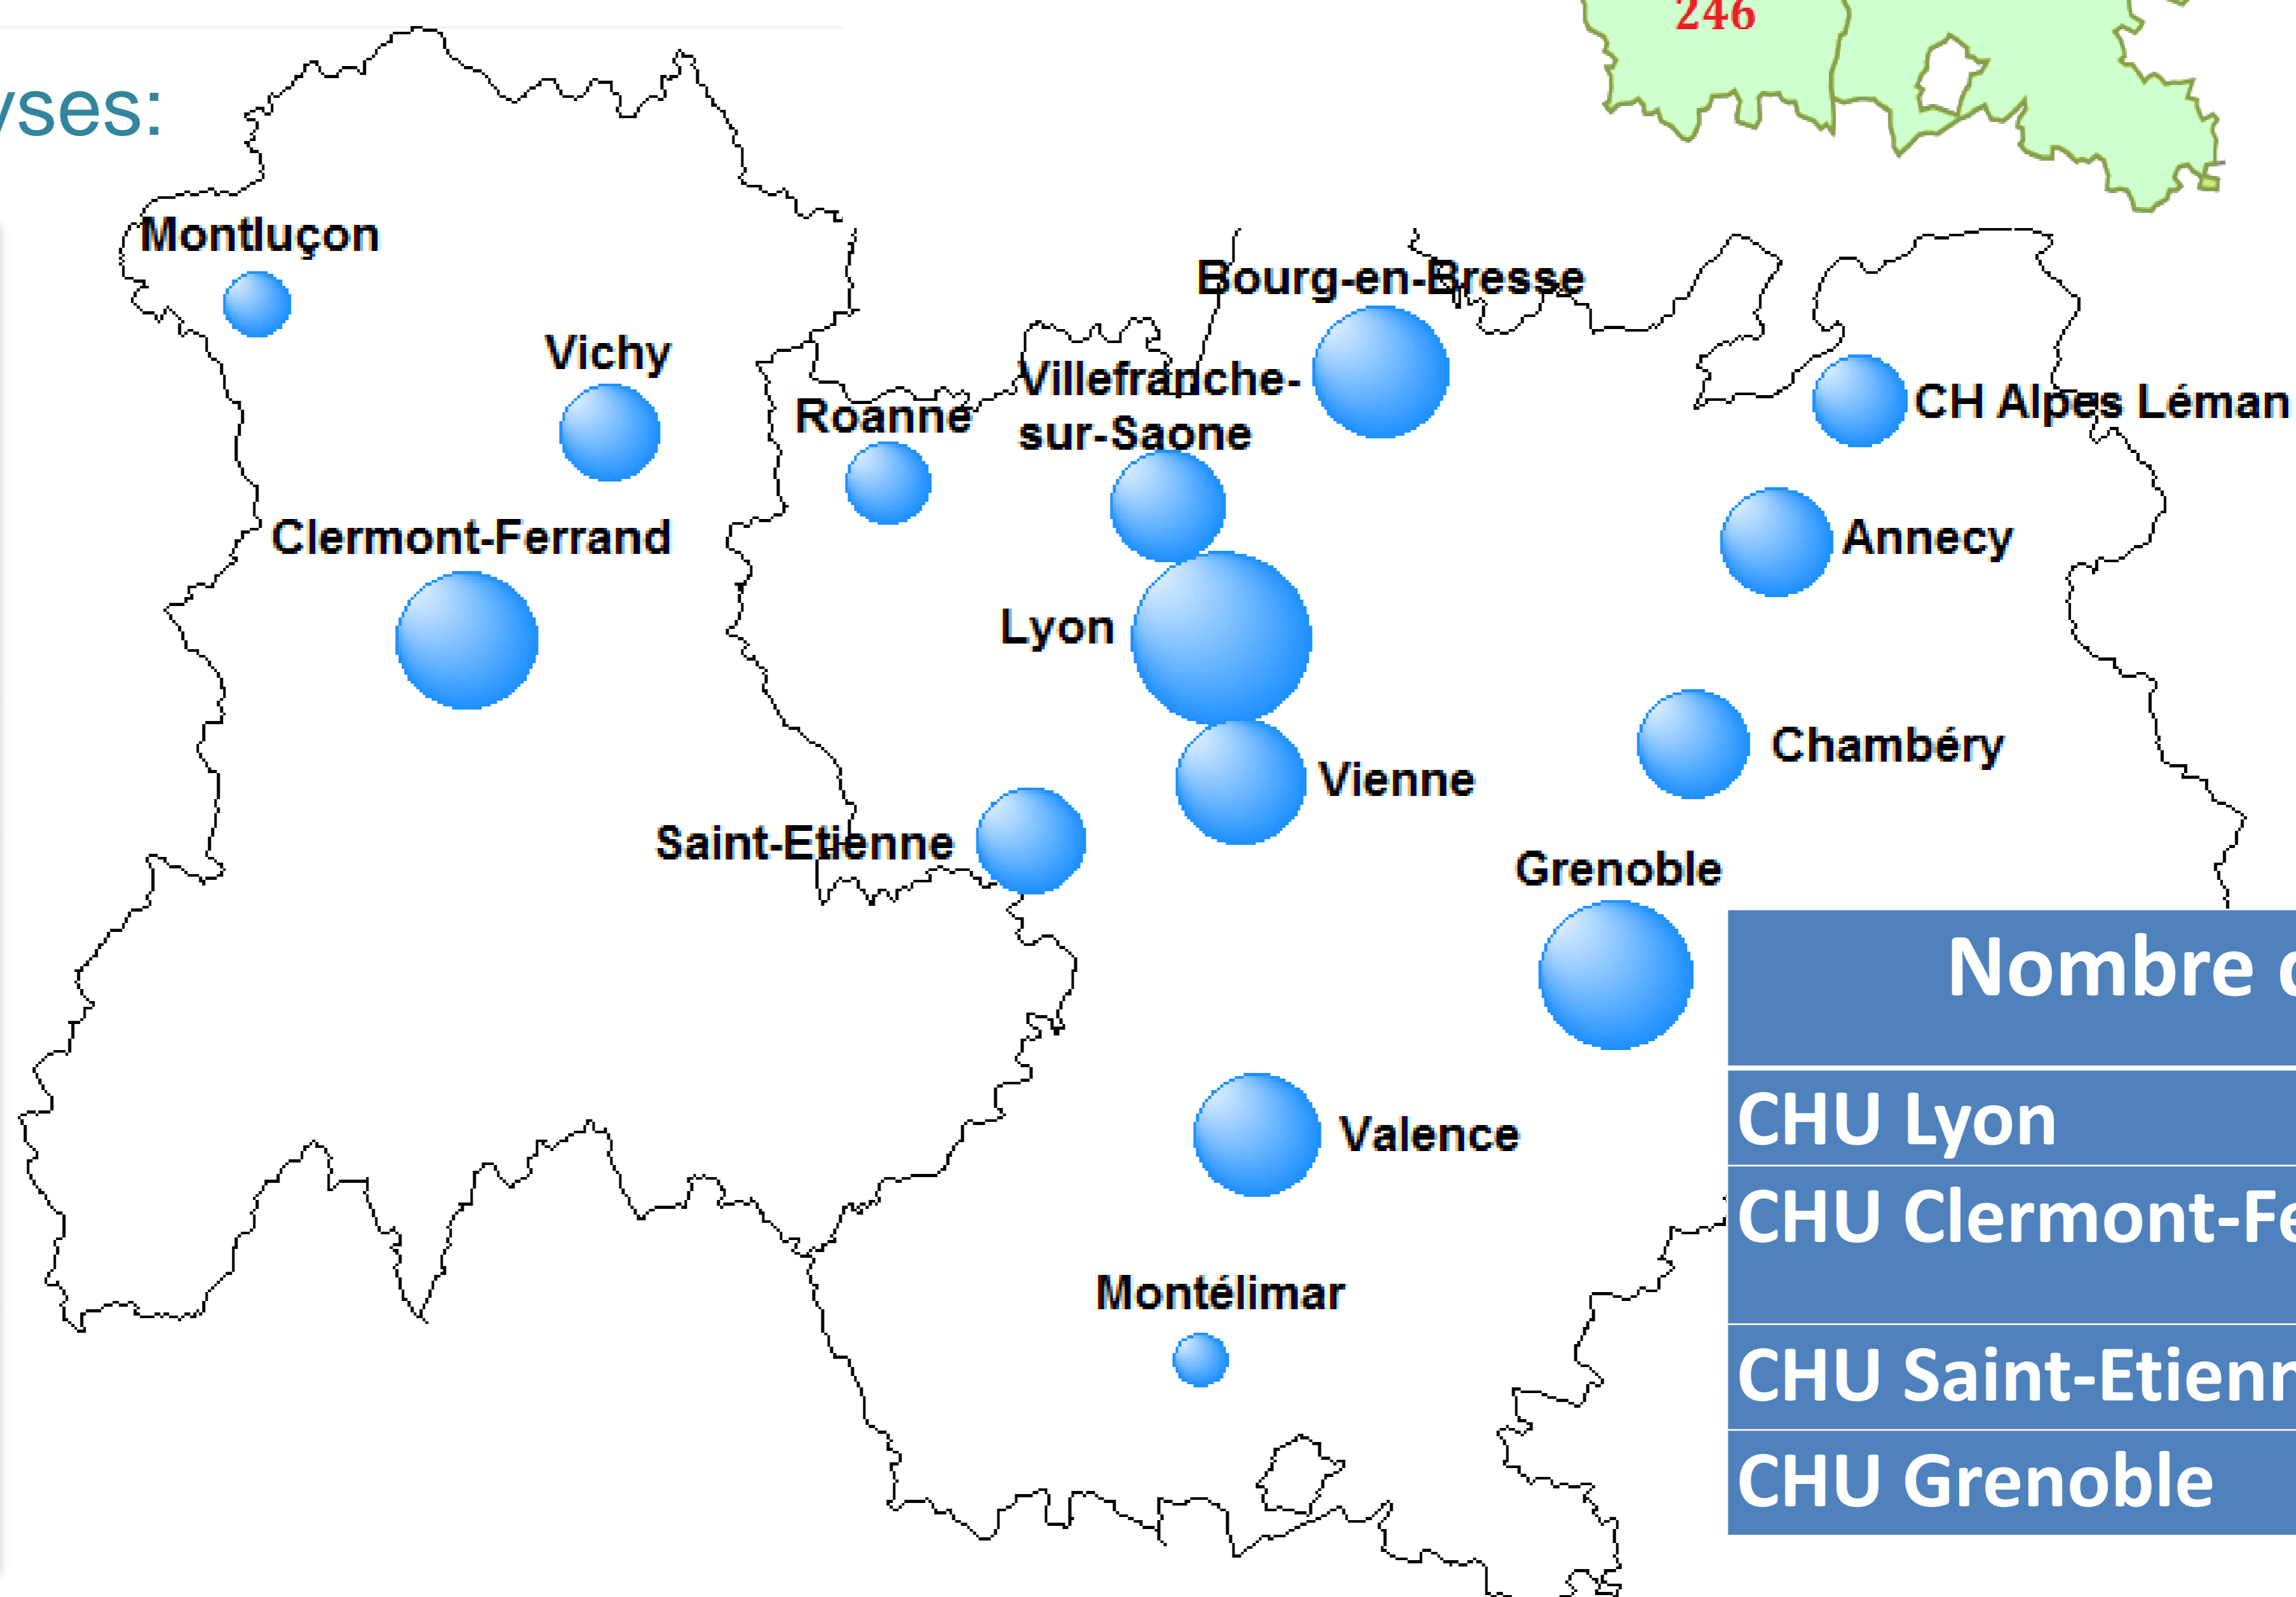 246
yses:
Montluçon
Bourg-en-Bresse
Vichy
Villefranche-
sur-Saone
Roanne
CH Alpes Léman
Clermont-Ferrand
Annecy
Lyon
Chambéry
Vienne
Saint-Etienne
Grenoble
Valence
Montélimar
Nombre
CHU Lyon
CHU Clermont-Fe
CHU Saint-Etienn
CHU Grenoble